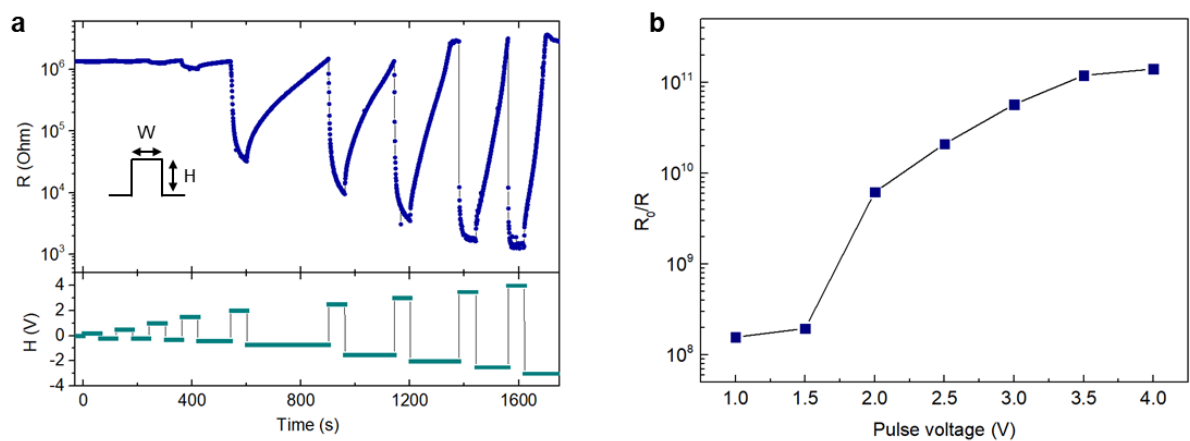 a
R (Ohm)
10⁶
10⁵
10⁴
10³
W
H
H (V)
4
2
0
-2
-4
0
400
800
1200
1600
Time (s)
b
R₀/R
10¹¹
10¹⁰
10⁹
10⁸
1.0
1.5
2.0
2.5
3.0
3.5
4.0
Pulse voltage (V)